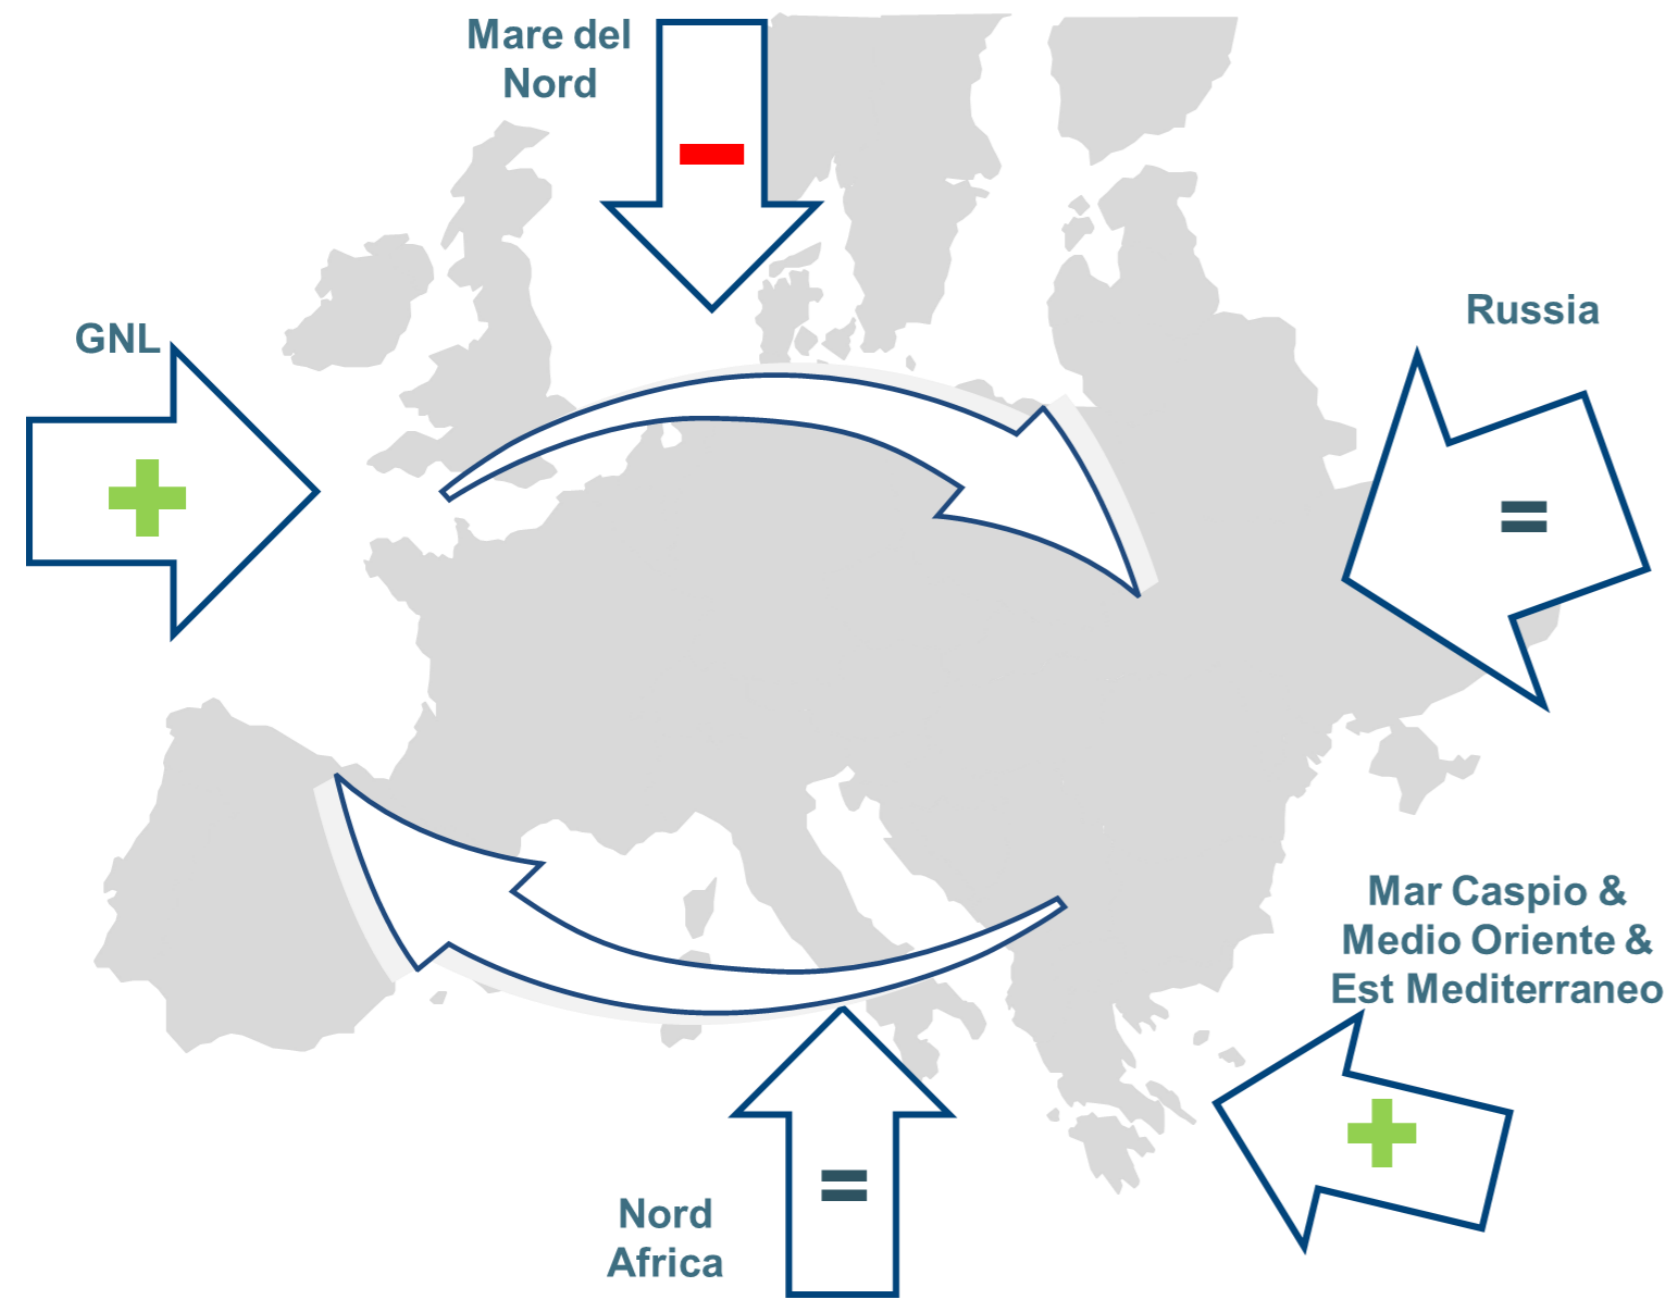 Mare del
Nord
GNL
Russia
Mar Caspio &
Medio Oriente &
Est Mediterraneo
Nord
Africa